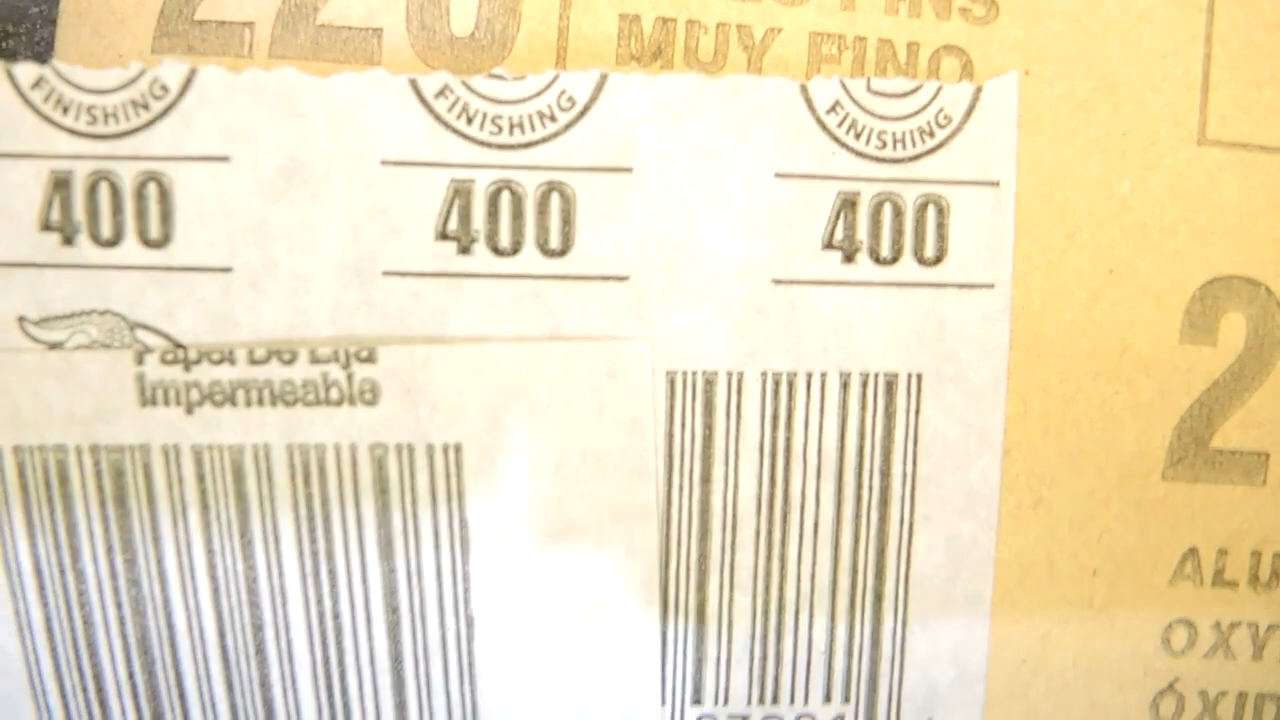 220
MUY FINO
FINISHING FINISHING FINISHING
400 400 400
Papel De Lija
Impermeable
2
ALU
OXY
ÓXID